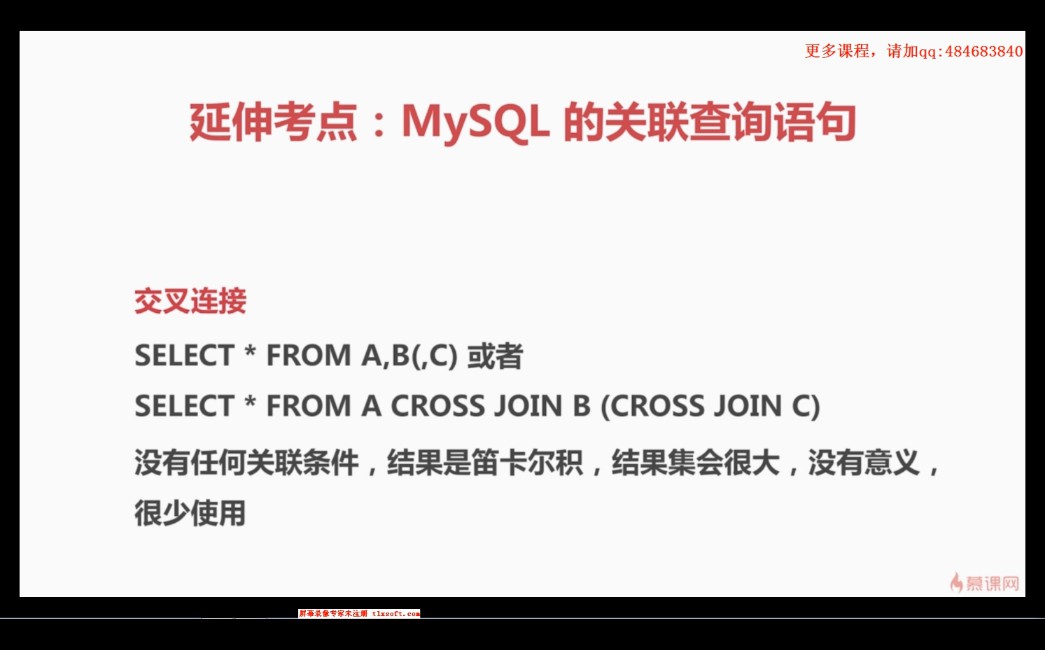 更多课程，请加qq:484683840
延伸考点：MySQL 的关联查询语句
交叉连接
SELECT * FROM A,B(,C) 或者
SELECT * FROM A CROSS JOIN B (CROSS JOIN C)
没有任何关联条件，结果是笛卡尔积，结果集会很大，没有意义，
很少使用
慕课网
屏幕录像专家未注册 tlxsoft.com